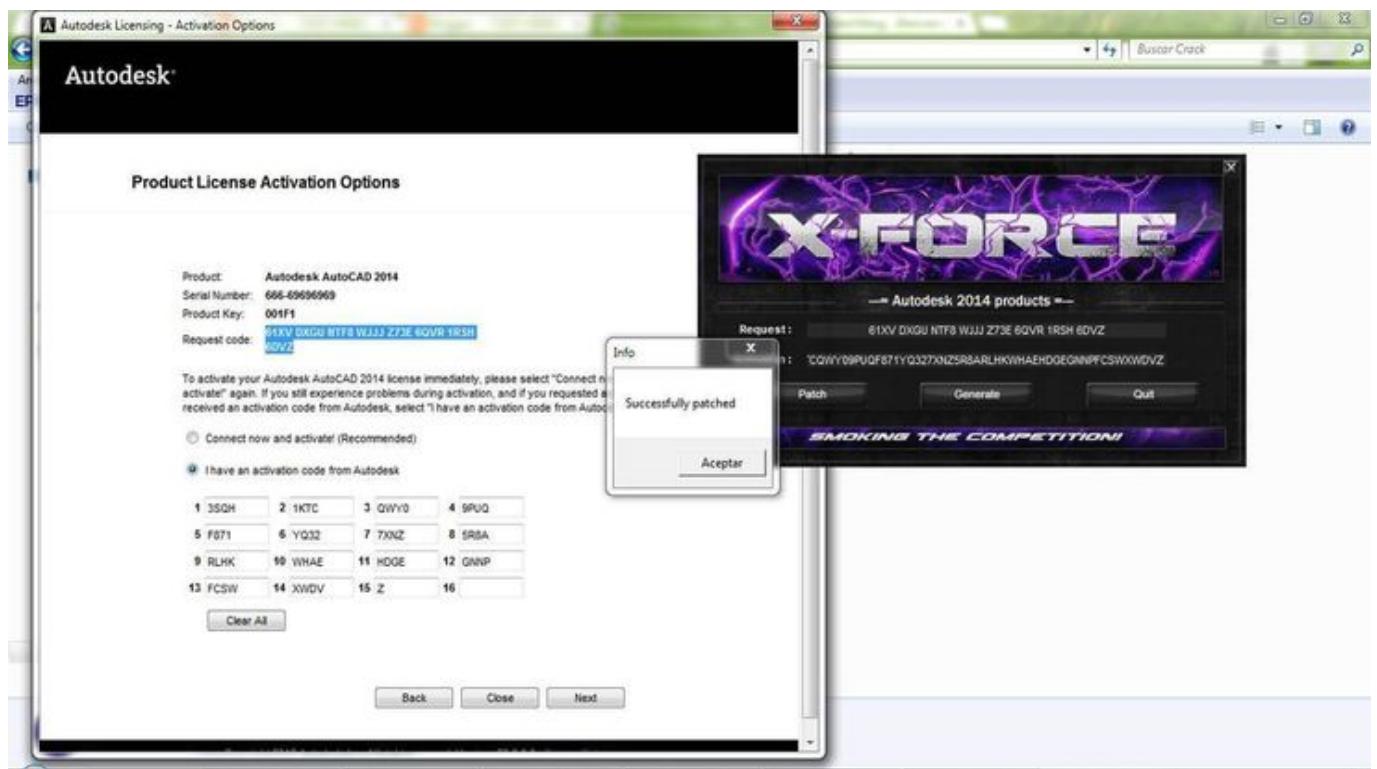 Autodesk Licensing - Activation Options
Buscar Crack
Autodesk
Product License Activation Options
X-FORCE
Autodesk 2014 products
Product: Autodesk AutoCAD 2014
Serial Number: 666-69696969
Product Key: 001F1
Request code: 61XV DXGU NTF8 WJJJ Z73E 6QVR 1RSH
6DVZ
Request : 61XV DXGU NTF8 WJJJ Z73E 6QVR 1RSH 6DVZ
CQWY09PUQF871YQ327XNZ5R8ARLHKWHAEHDGEGNNPFCSWXWDVZ
Patch Generate Quit
SMOKING THE COMPETITION!
Info
Successfully patched
Aceptar
To activate your Autodesk AutoCAD 2014 license immediately, please select "Connect
activate!" again. If you still experience problems during activation, and if you requested
received an activation code from Autodesk, select "I have an activation code from
Connect now and activate! (Recommended)
I have an activation code from Autodesk
1 3SQH 2 1KTC 3 QWY0 4 9PUQ
5 F871 6 YQ32 7 7XNZ 8 5R8A
9 RLHK 10 WHAE 11 HDGE 12 GNNP
13 FCSW 14 XWDV 15 Z 16
Clear All
Back Close Next